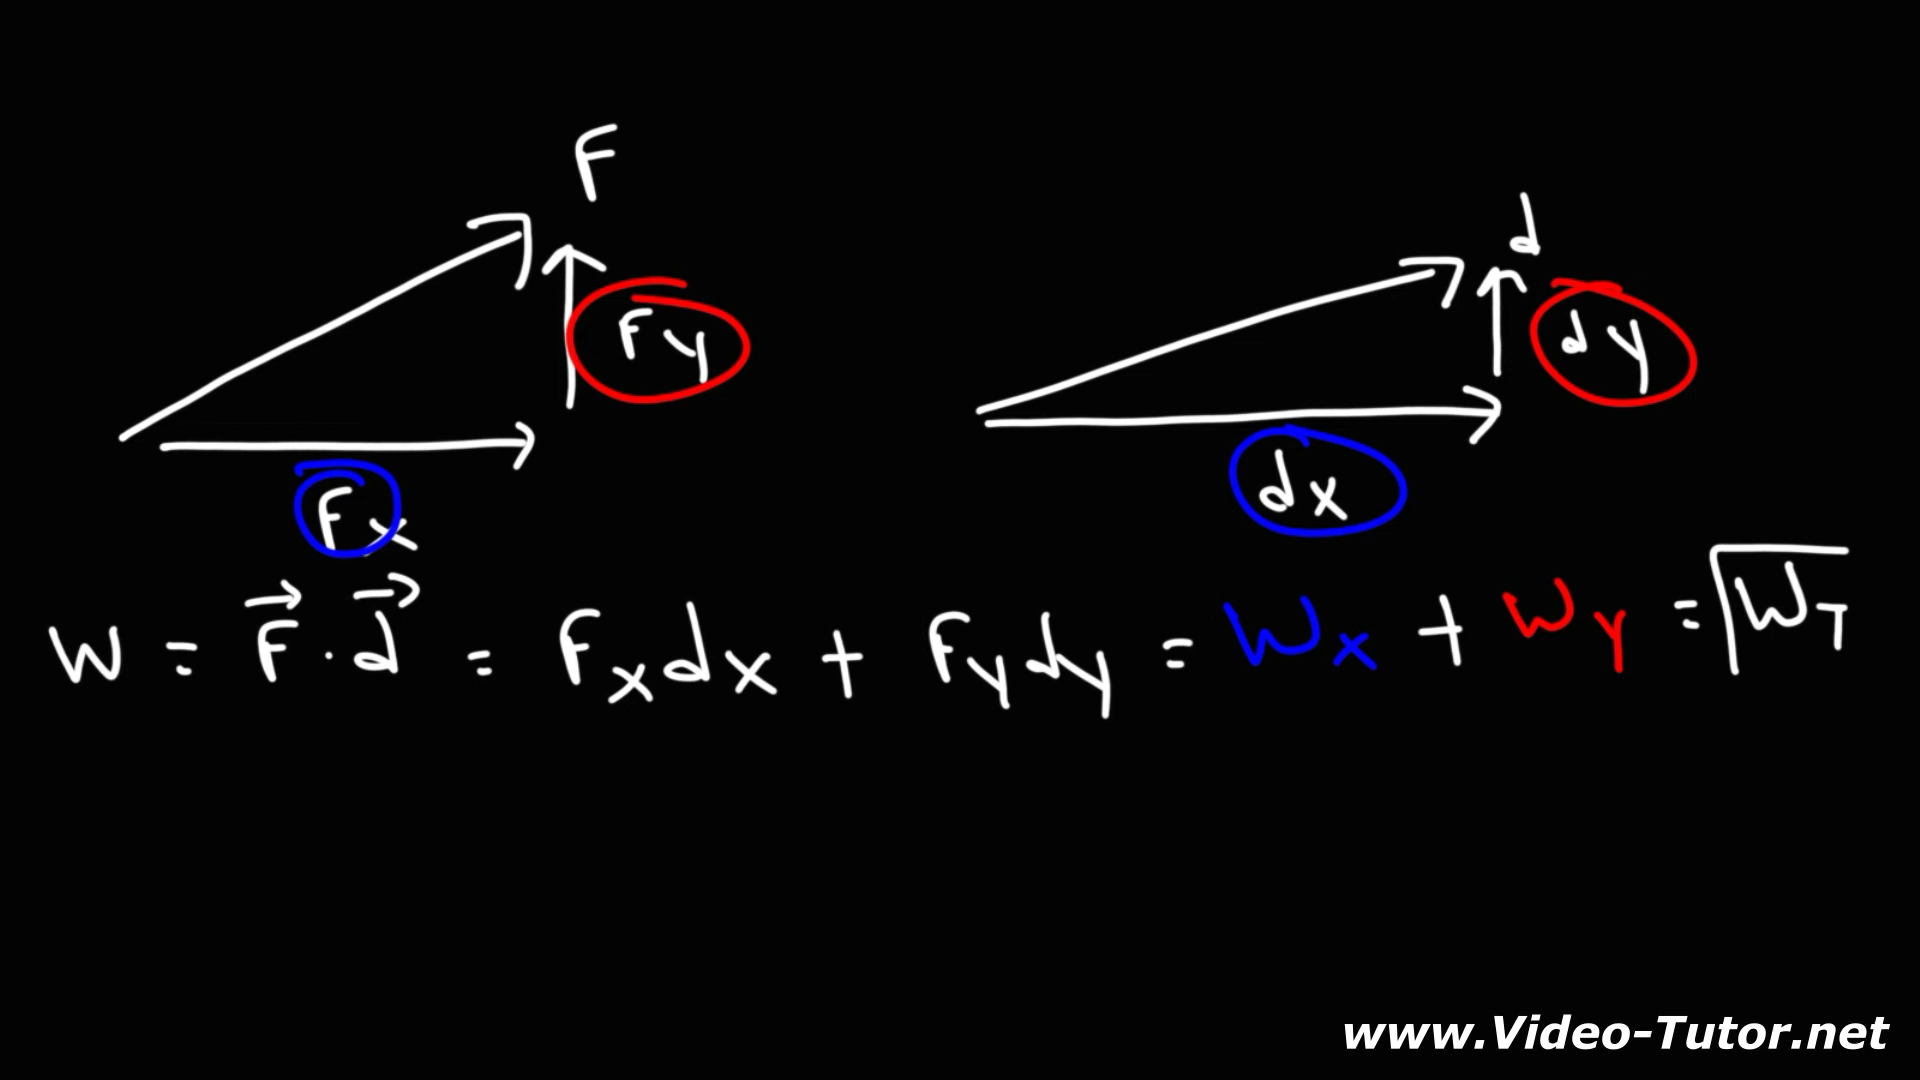 F
d
Fy
dy
Fx
dx
W = F⃗ · d⃗ = Fxdx + Fydy = Wx + Wy = WT
www.Video-Tutor.net